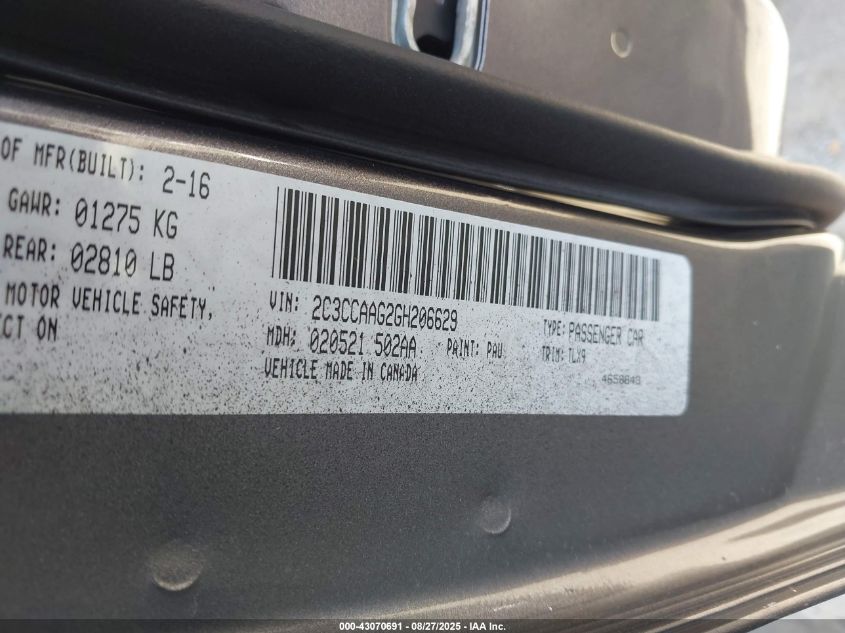 OF MFR(BUILT): 2-16
GAWR: 01275 KG
REAR: 02810 LB
MOTOR VEHICLE SAFETY,
ECT ON
VIN: 2C3CCAAG2GH206629
TYPE: PASSENGER CAR
MDH: 020521 502AA PAINT: PAU TRIM: TLX9
VEHICLE MADE IN CANADA
000-43070691 - 08/27/2025 - IAA Inc.